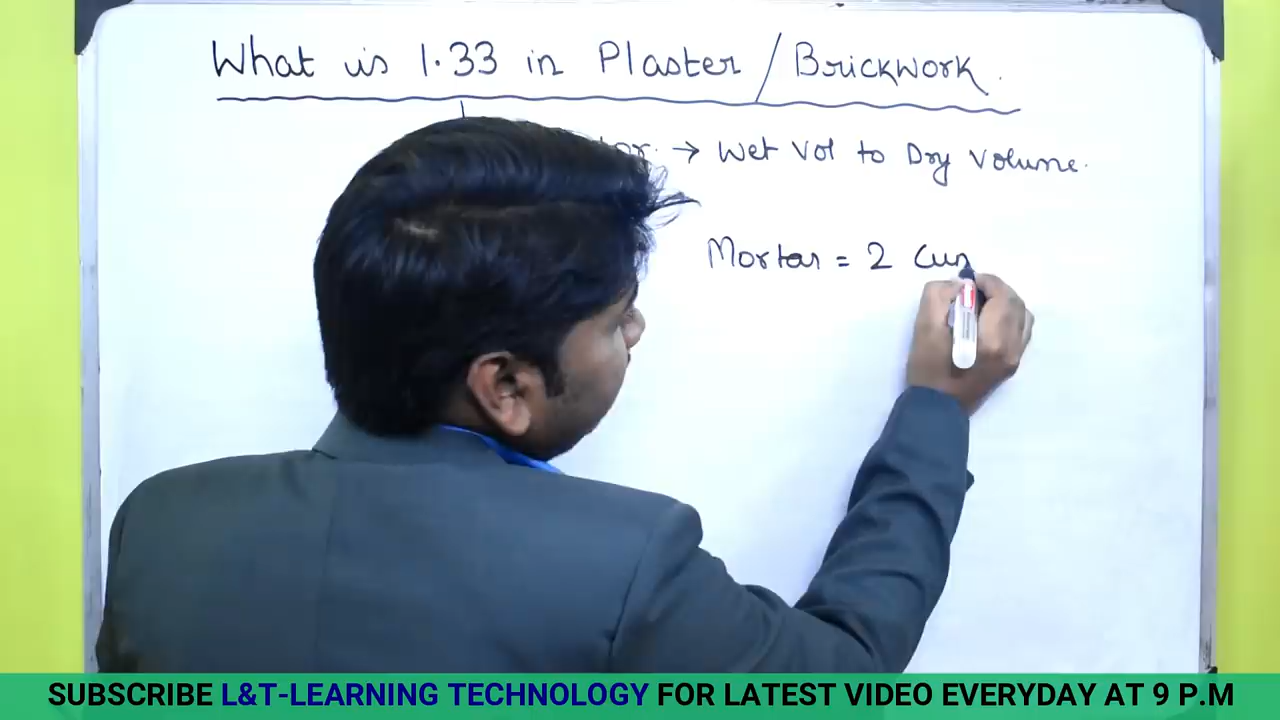 What is 1.33 in Plaster / Brickwork.
→ Wet Vol to Dry Volume.
Mortar = 2 Cum
SUBSCRIBE L&T-LEARNING TECHNOLOGY FOR LATEST VIDEO EVERYDAY AT 9 P.M